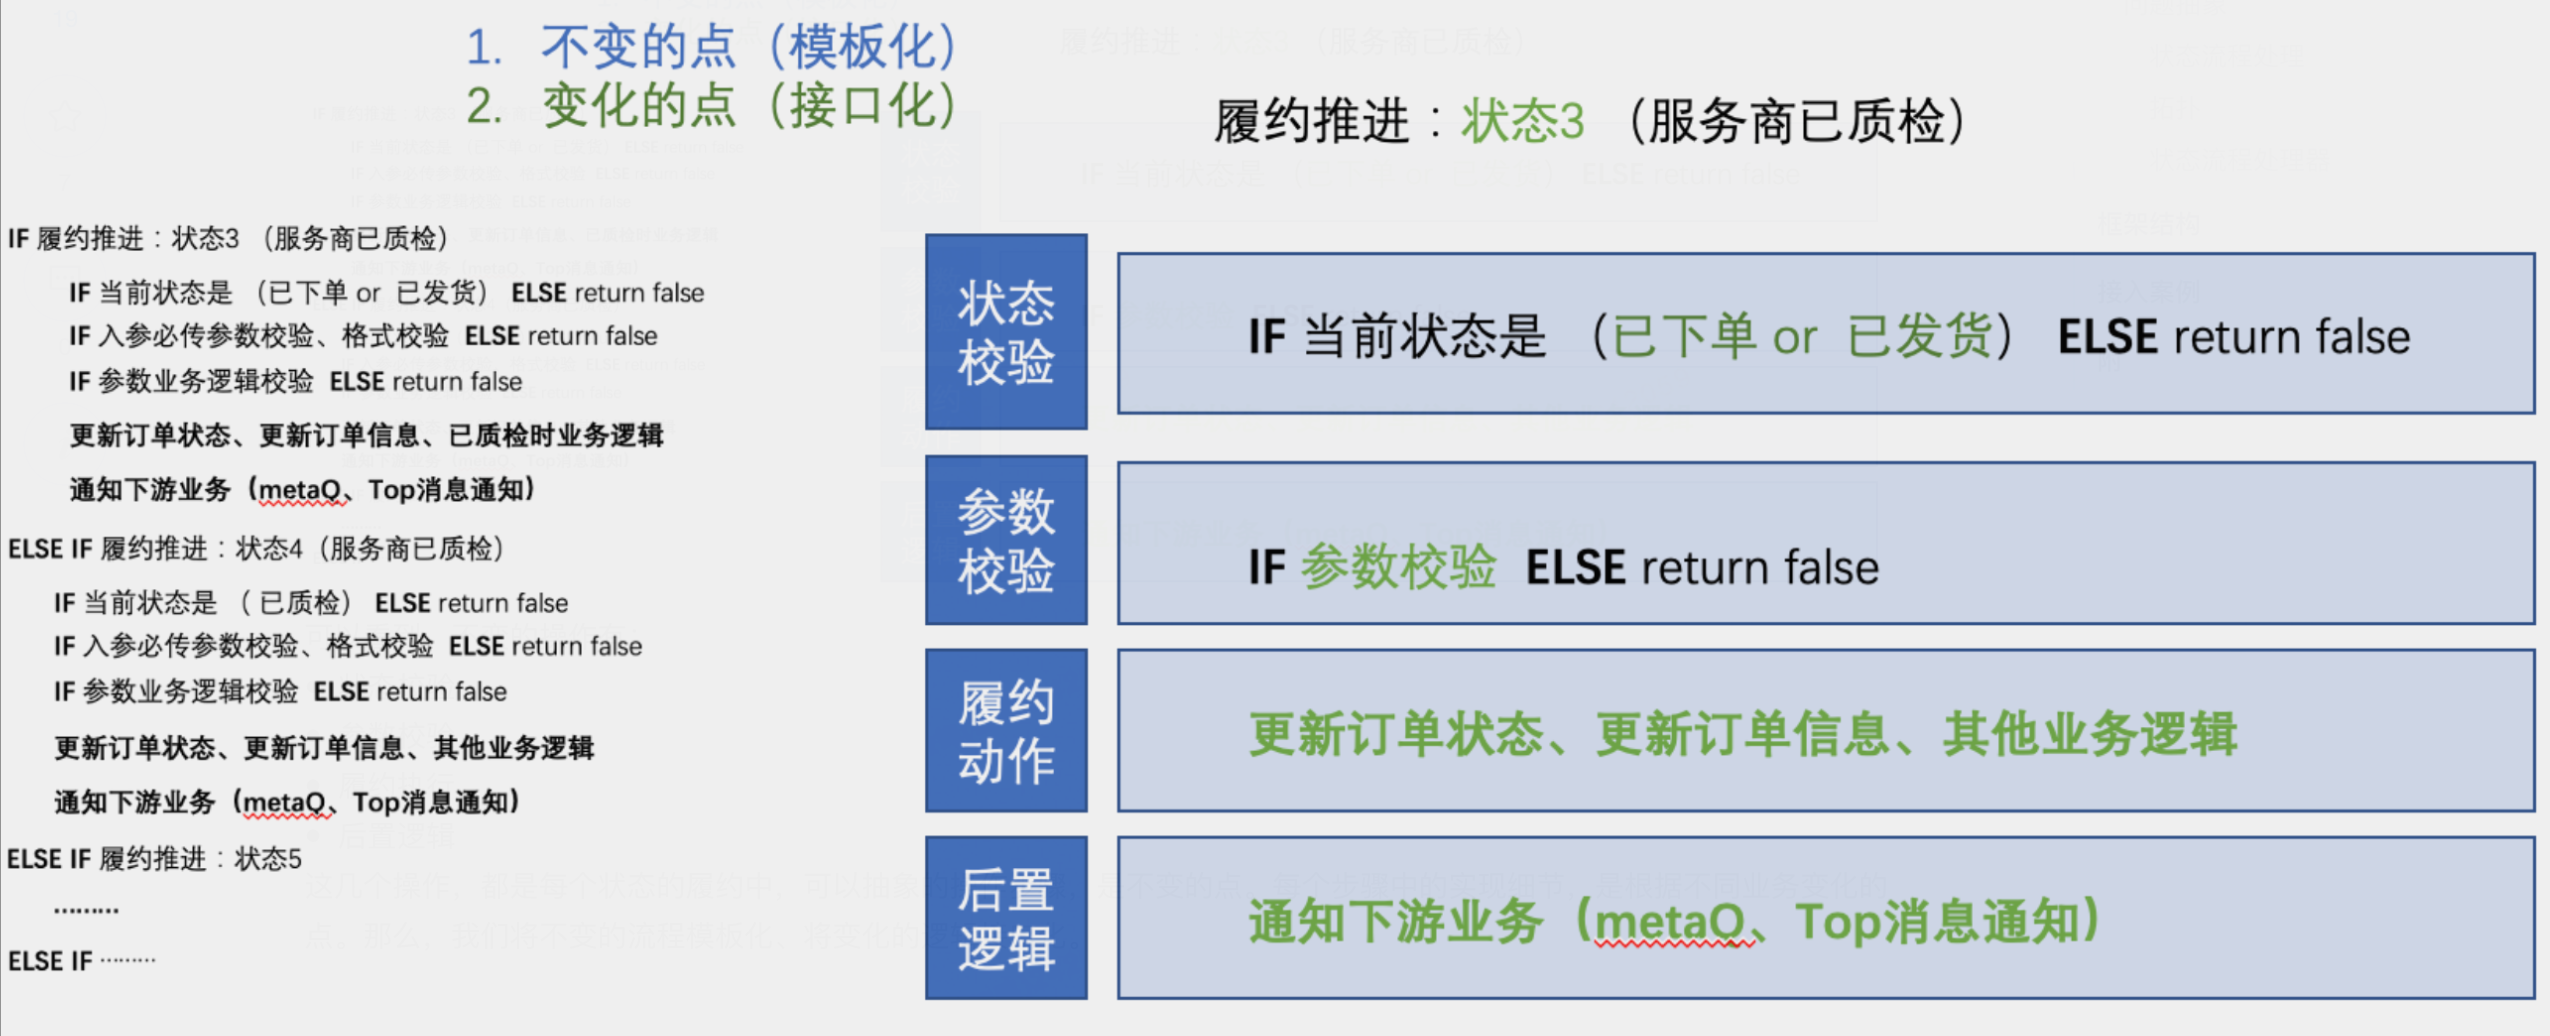 1. 不变的点（模板化）
2. 变化的点（接口化）
履约推进：状态3 （服务商已质检）
IF 履约推进：状态3 （服务商已质检）
IF 当前状态是 （已下单 or 已发货） ELSE return false
IF 入参必传参数校验、格式校验 ELSE return false
IF 参数业务逻辑校验 ELSE return false
更新订单状态、更新订单信息、已质检时业务逻辑
通知下游业务（metaQ、Top消息通知）
ELSE IF 履约推进：状态4（服务商已质检）
IF 当前状态是 （ 已质检） ELSE return false
IF 入参必传参数校验、格式校验 ELSE return false
IF 参数业务逻辑校验 ELSE return false
更新订单状态、更新订单信息、其他业务逻辑
通知下游业务（metaQ、Top消息通知）
ELSE IF 履约推进：状态5
………
ELSE IF ………
状态
校验
IF 当前状态是 （已下单 or 已发货） ELSE return false
参数
校验
IF 参数校验 ELSE return false
履约
动作
更新订单状态、更新订单信息、其他业务逻辑
后置
逻辑
通知下游业务（metaQ、Top消息通知）